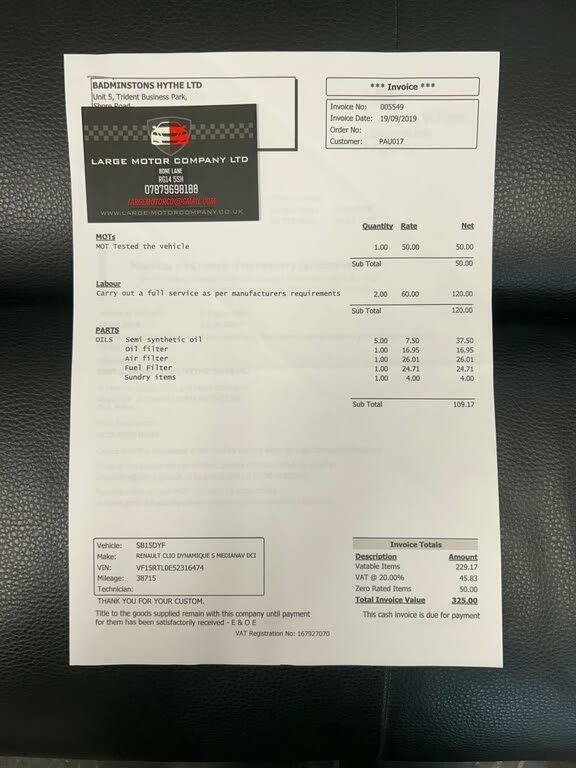 BADMINSTONS HYTHE LTD
Unit 5, Trident Business Park,
Shore Road
LARGE MOTOR COMPANY LTD
BONE LANE
RG14 5SH
07879698188
LARGEMOTORCO@GMAIL.COM
WWW.LARGE-MOTORCOMPANY.CO.UK
*** Invoice ***
Invoice No: 005549
Invoice Date: 19/09/2019
Order No:
Customer: PAU017
Quantity Rate Net
MOTs
MOT Tested the vehicle 1.00 50.00 50.00
Sub Total 50.00
Labour
Carry out a full service as per manufacturers requirements 2.00 60.00 120.00
Sub Total 120.00
PARTS
OILS Semi synthetic oil 5.00 7.50 37.50
Oil filter 1.00 16.95 16.95
Air filter 1.00 26.01 26.01
Fuel Filter 1.00 24.71 24.71
Sundry items 1.00 4.00 4.00
Sub Total 109.17
Vehicle: SB15DYF
Make: RENAULT CLIO DYNAMIQUE S MEDIANAV DCI
VIN: VF15RTL0E52316474
Mileage: 38715
Technician:
THANK YOU FOR YOUR CUSTOM.
Title to the goods supplied remain with this company until payment
for them has been satisfactorily received - E & O E
VAT Registration No: 167927070
Invoice Totals
Description Amount
Vatable Items 229.17
VAT @ 20.00% 45.83
Zero Rated Items 50.00
Total Invoice Value 325.00
This cash invoice is due for payment